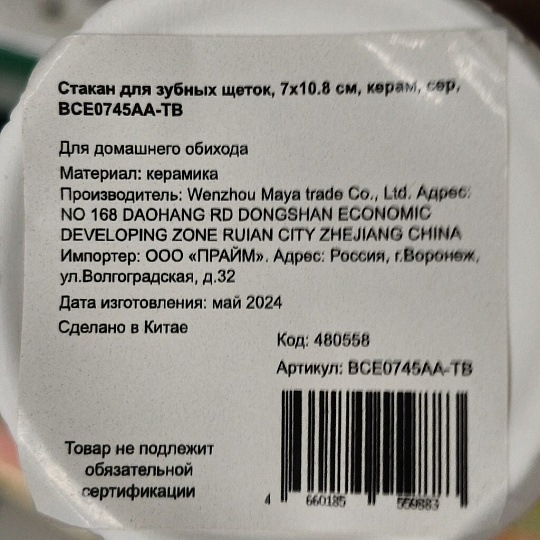 Стакан для зубных щеток, 7х10.8 см, керам, сер,
BCE0745AA-TB
Для домашнего обихода
Материал: керамика
Производитель: Wenzhou Maya trade Co., Ltd. Адрес:
NO 168 DAOHANG RD DONGSHAN ECONOMIC
DEVELOPING ZONE RUIAN CITY ZHEJIANG CHINA
Импортер: ООО «ПРАЙМ». Адрес: Россия, г.Воронеж,
ул.Волгоградская, д.32
Дата изготовления: май 2024
Сделано в Китае
Код: 480558
Артикул: BCE0745AA-TB
Товар не подлежит
обязательной
сертификации
4 660185 559883